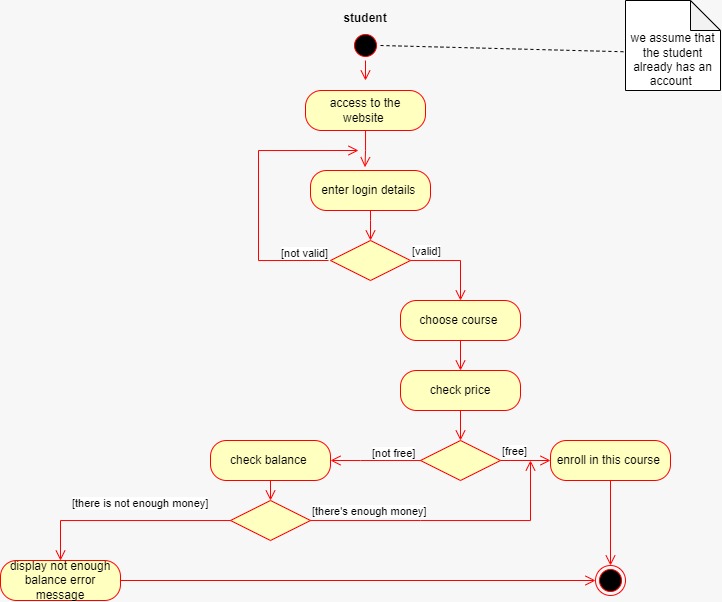 student
we assume that
the student
already has an
account
access to the
website
enter login details
[not valid]
[valid]
choose course
check price
[not free]
[free]
check balance
enroll in this course
[there is not enough money]
[there's enough money]
display not enough
balance error
message